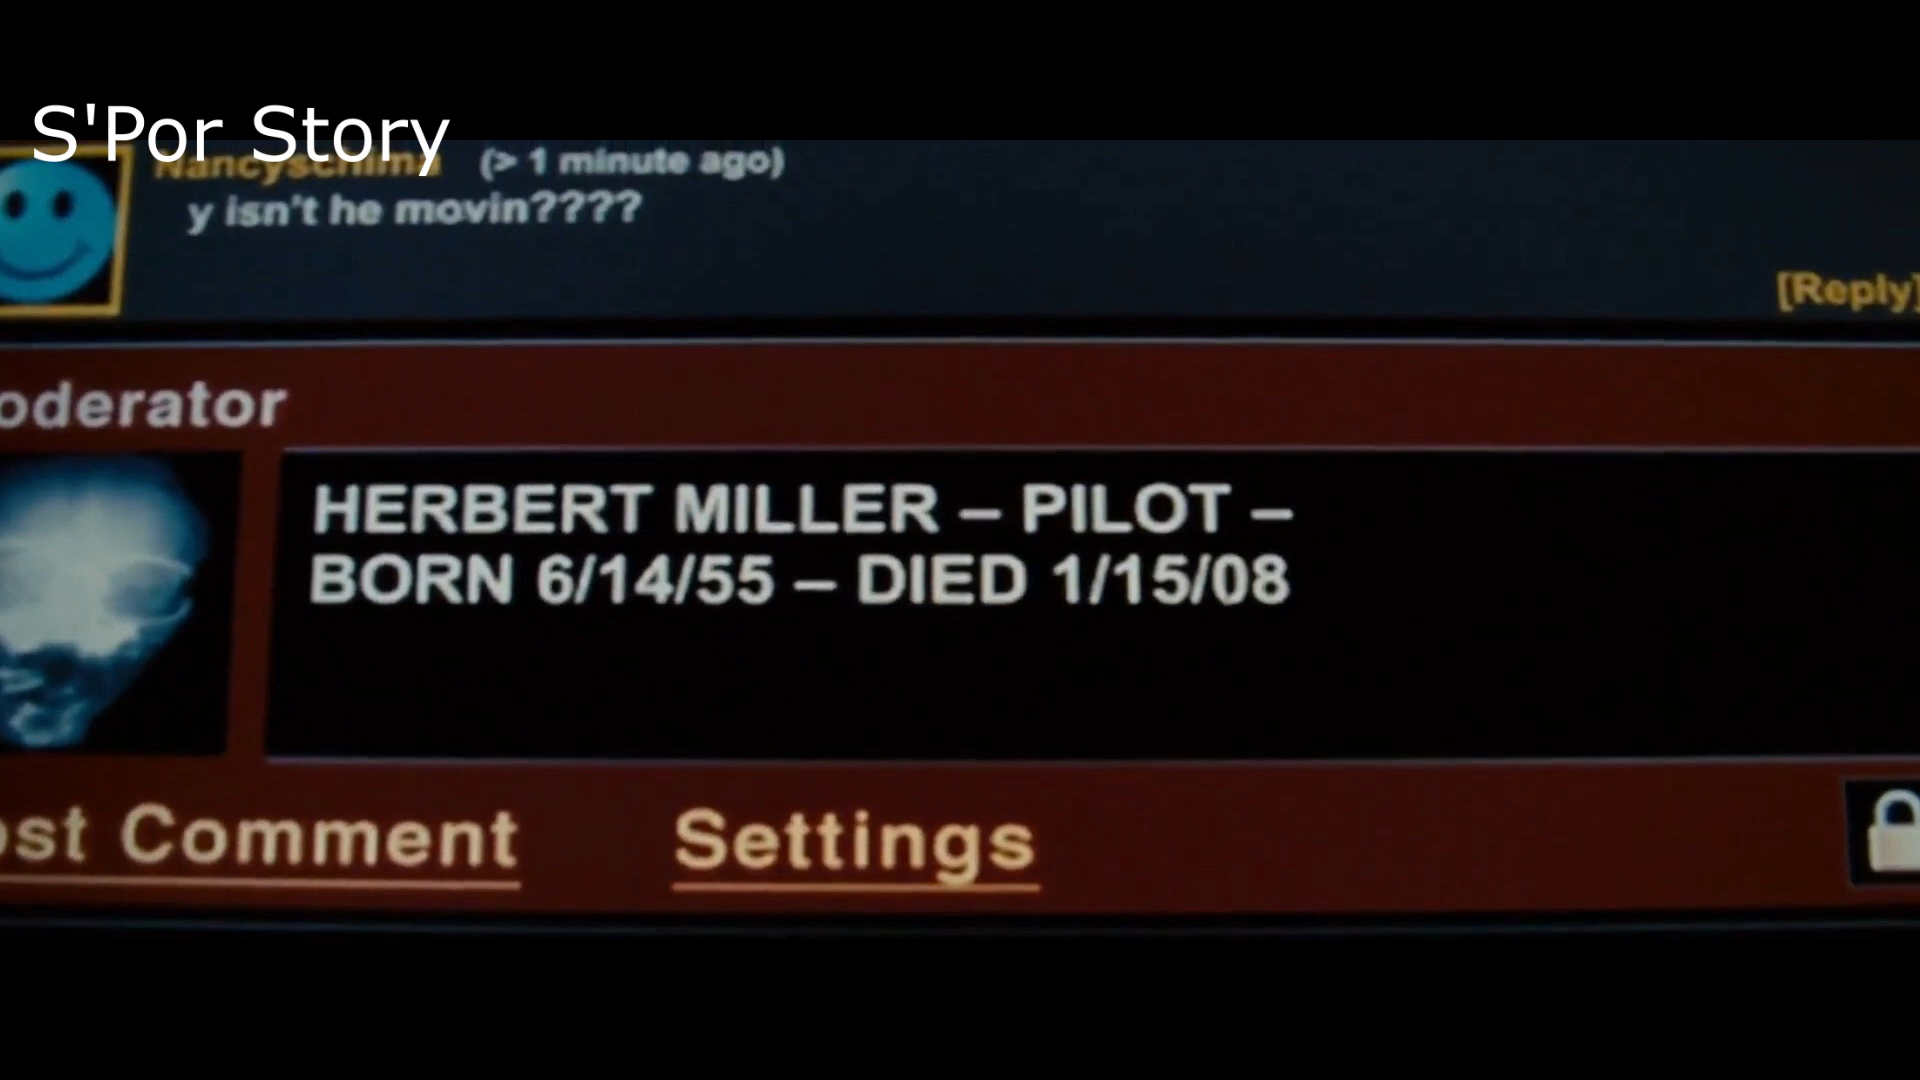 S'Por Story
(> 1 minute ago)
y isn't he movin????
[Reply]
oderator
HERBERT MILLER – PILOT –
BORN 6/14/55 – DIED 1/15/08
ost Comment
Settings